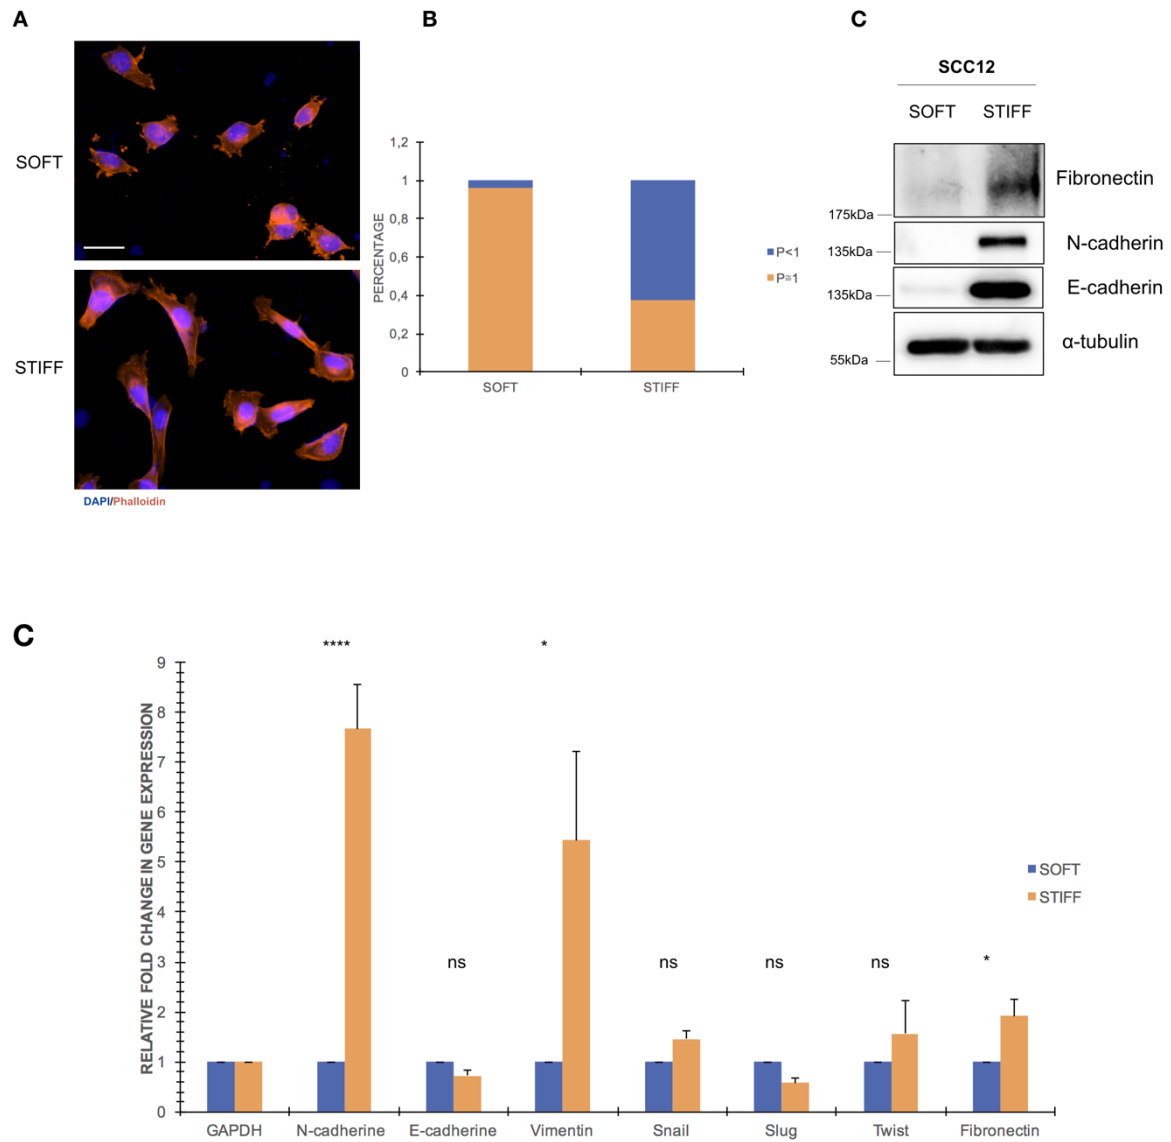 A
B
C
SOFT
STIFF
DAPI/Phalloidin
1,2
1
0,8
0,6
0,4
0,2
0
PERCENTAGE
SOFT
STIFF
P<1
P≅1
SCC12
SOFT STIFF
Fibronectin
175kDa
N-cadherin
135kDa
E-cadherin
135kDa
α-tubulin
55kDa
C
**** *
ns ns ns ns *
RELATIVE FOLD CHANGE IN GENE EXPRESSION
9
8
7
6
5
4
3
2
1
0
SOFT
STIFF
GAPDH N-cadherine E-cadherine Vimentin Snail Slug Twist Fibronectin